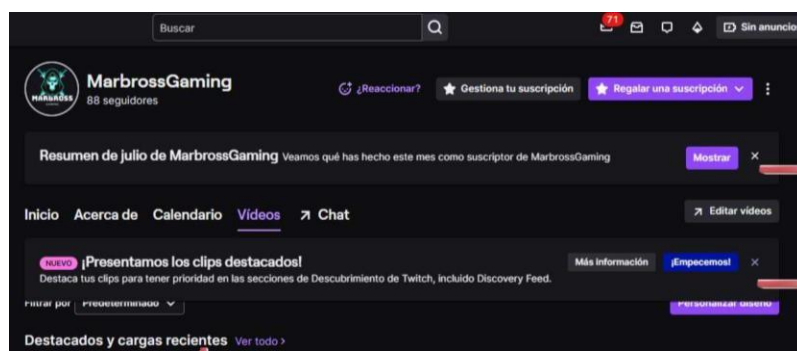 Buscar
71
Sin anuncio
MARBROSS
MarbrossGaming
88 seguidores
¿Reaccionar?
Gestiona tu suscripción
Regalar una suscripción
Resumen de julio de MarbrossGaming Veamos qué has hecho este mes como suscriptor de MarbrossGaming
Mostrar
Inicio Acerca de Calendario Vídeos Chat
Editar vídeos
NUEVO ¡Presentamos los clips destacados!
Más información
¡Empecemos!
Destaca tus clips para tener prioridad en las secciones de Descubrimiento de Twitch, incluido Discovery Feed.
Filtrar por Predeterminado
Personalizar diseño
Destacados y cargas recientes Ver todo